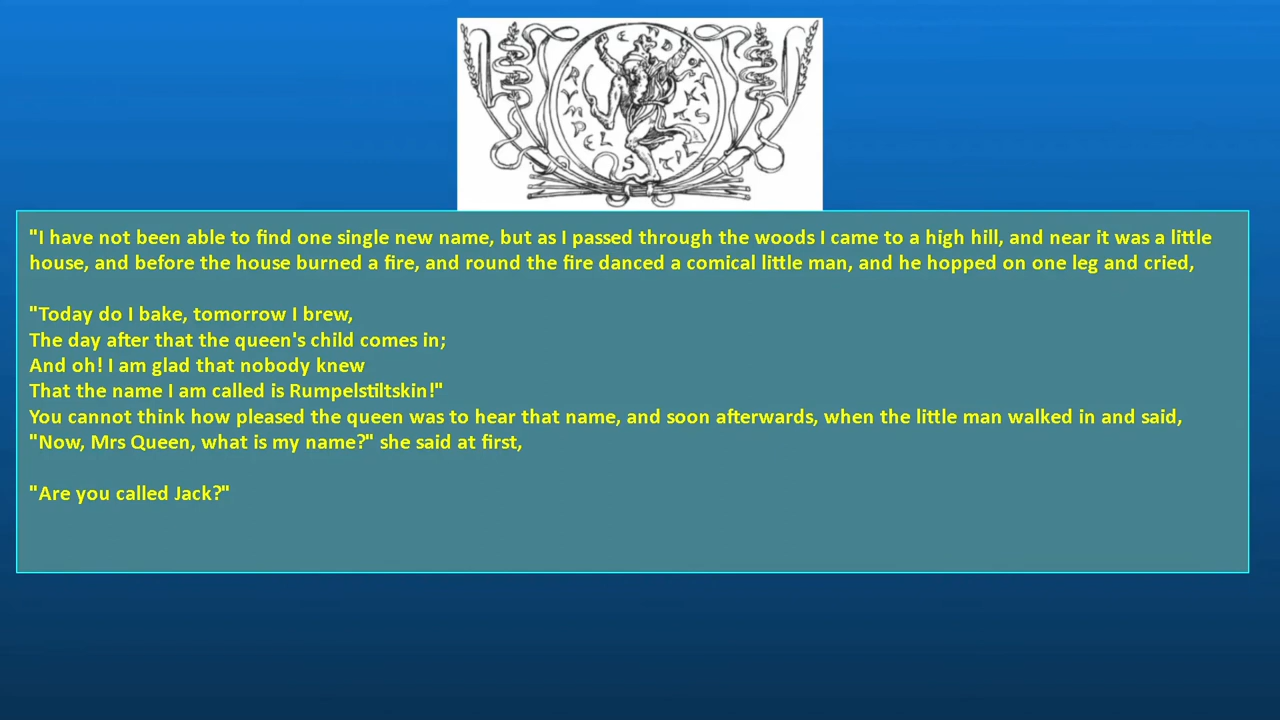 END OF
RUMPELSTILTSKIN
"I have not been able to find one single new name, but as I passed through the woods I came to a high hill, and near it was a little
house, and before the house burned a fire, and round the fire danced a comical little man, and he hopped on one leg and cried,
"Today do I bake, tomorrow I brew,
The day after that the queen's child comes in;
And oh! I am glad that nobody knew
That the name I am called is Rumpelstiltskin!"
You cannot think how pleased the queen was to hear that name, and soon afterwards, when the little man walked in and said,
"Now, Mrs Queen, what is my name?" she said at first,
"Are you called Jack?"